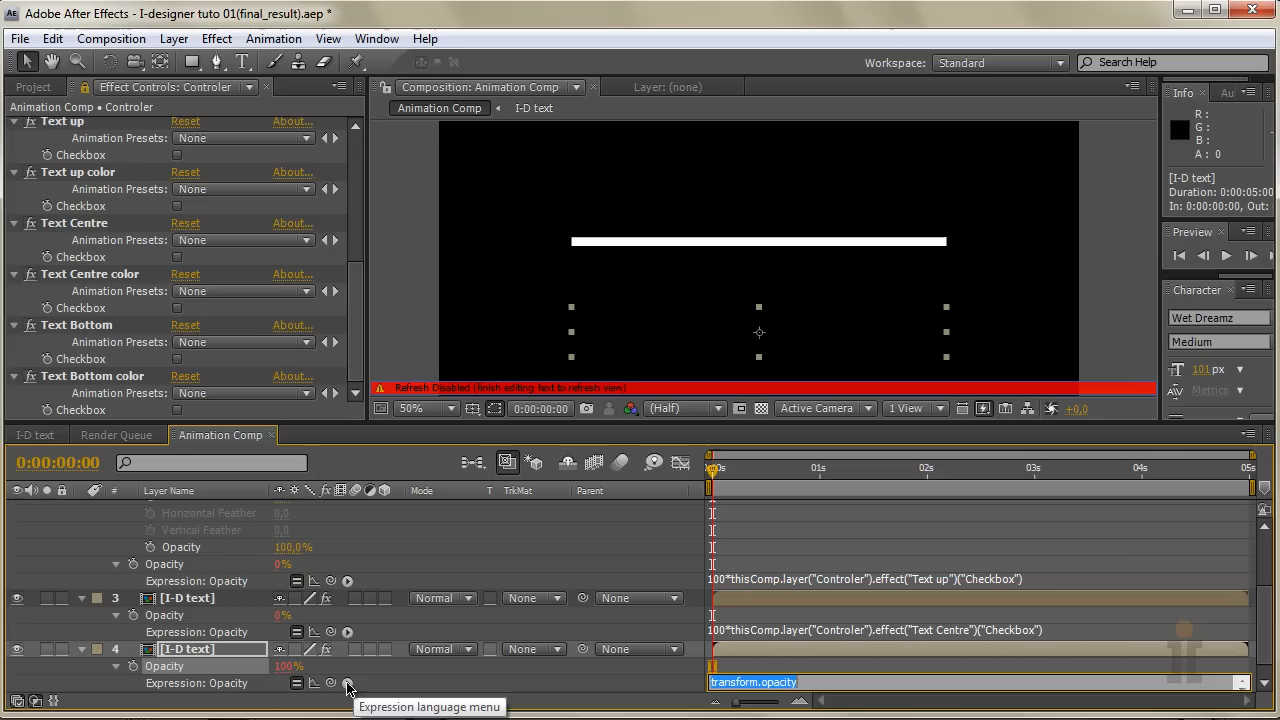 Adobe After Effects - I-designer tuto 01(final_result).aep *
File Edit Composition Layer Effect Animation View Window Help
Workspace: Standard Search Help
Project Effect Controls: Controler Composition: Animation Comp Layer: (none) Info Au
Animation Comp • Controler
Animation Comp I-D text
Text up Reset About...
Animation Presets: None
Checkbox
Text up color Reset About...
Animation Presets: None
Checkbox
Text Centre Reset About...
Animation Presets: None
Checkbox
Text Centre color Reset About...
Animation Presets: None
Checkbox
Text Bottom Reset About...
Animation Presets: None
Checkbox
Text Bottom color Reset About...
Animation Presets: None
Checkbox
Refresh Disabled (finish editing text to refresh view)
50% 0:00:00:00 (Half) Active Camera 1 View +0,0
R :
G :
B :
A : 0
[I-D text]
Duration: 0:00:05:00
In: 0:00:00:00, Out:
Preview
Character
Wet Dreamz
Medium
101 px
Metrics
I-D text Render Queue Animation Comp
0:00:00:00
00s 01s 02s 03s 04s 05s
# Layer Name Mode T TrkMat Parent
Horizontal Feather 0,0
Vertical Feather 0,0
Opacity 100,0%
Opacity 0%
Expression: Opacity 100*thisComp.layer("Controler").effect("Text up")("Checkbox")
3 [I-D text] Normal None None
Opacity 0%
Expression: Opacity 100*thisComp.layer("Controler").effect("Text Centre")("Checkbox")
4 [I-D text] Normal None None
Opacity 100%
Expression: Opacity transform.opacity
Expression language menu